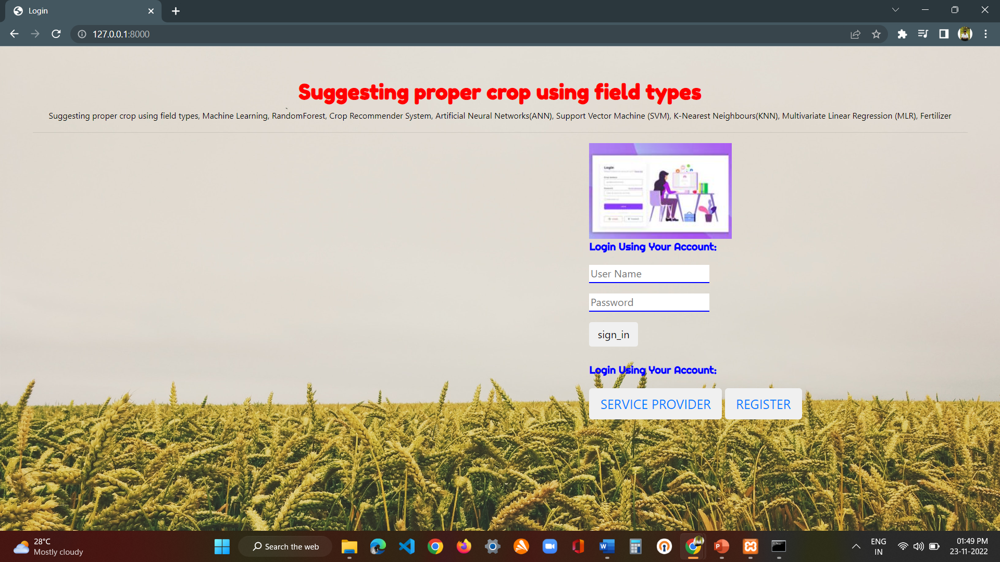 Login
127.0.0.1:8000
Suggesting proper crop using field types
`
Suggesting proper crop using field types, Machine Learning, RandomForest, Crop Recommender System, Artificial Neural Networks(ANN), Support Vector Machine (SVM), K-Nearest Neighbours(KNN), Multivariate Linear Regression (MLR), Fertilizer
Login
Login Using Your Account:
User Name
Password
sign_in
Login Using Your Account:
SERVICE PROVIDER REGISTER
28°C
Mostly cloudy
Search the web
W
P
ENG
IN
01:49 PM
23-11-2022